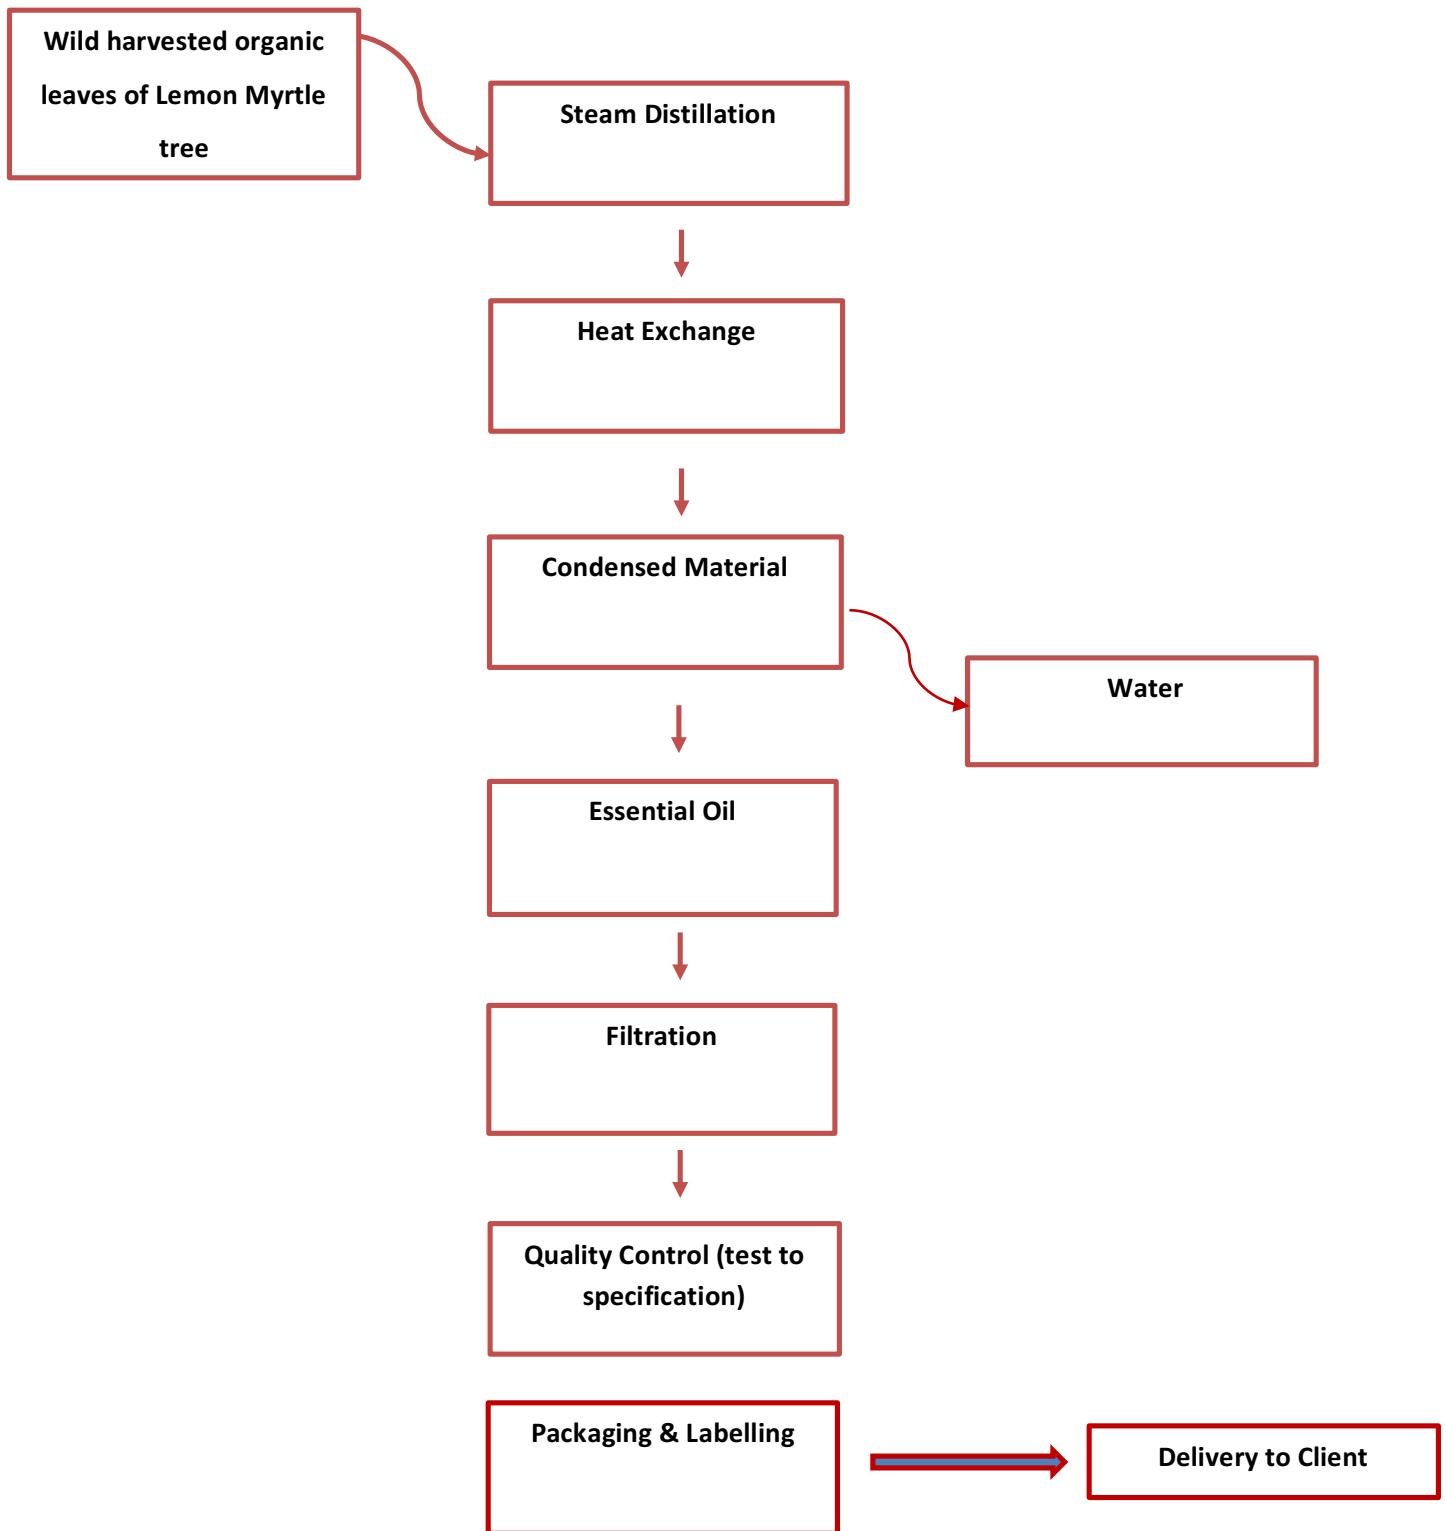 Wild harvested organic
leaves of Lemon Myrtle
tree
Steam Distillation
Heat Exchange
Condensed Material
Water
Essential Oil
Filtration
Quality Control (test to
specification)
Packaging & Labelling
Delivery to Client